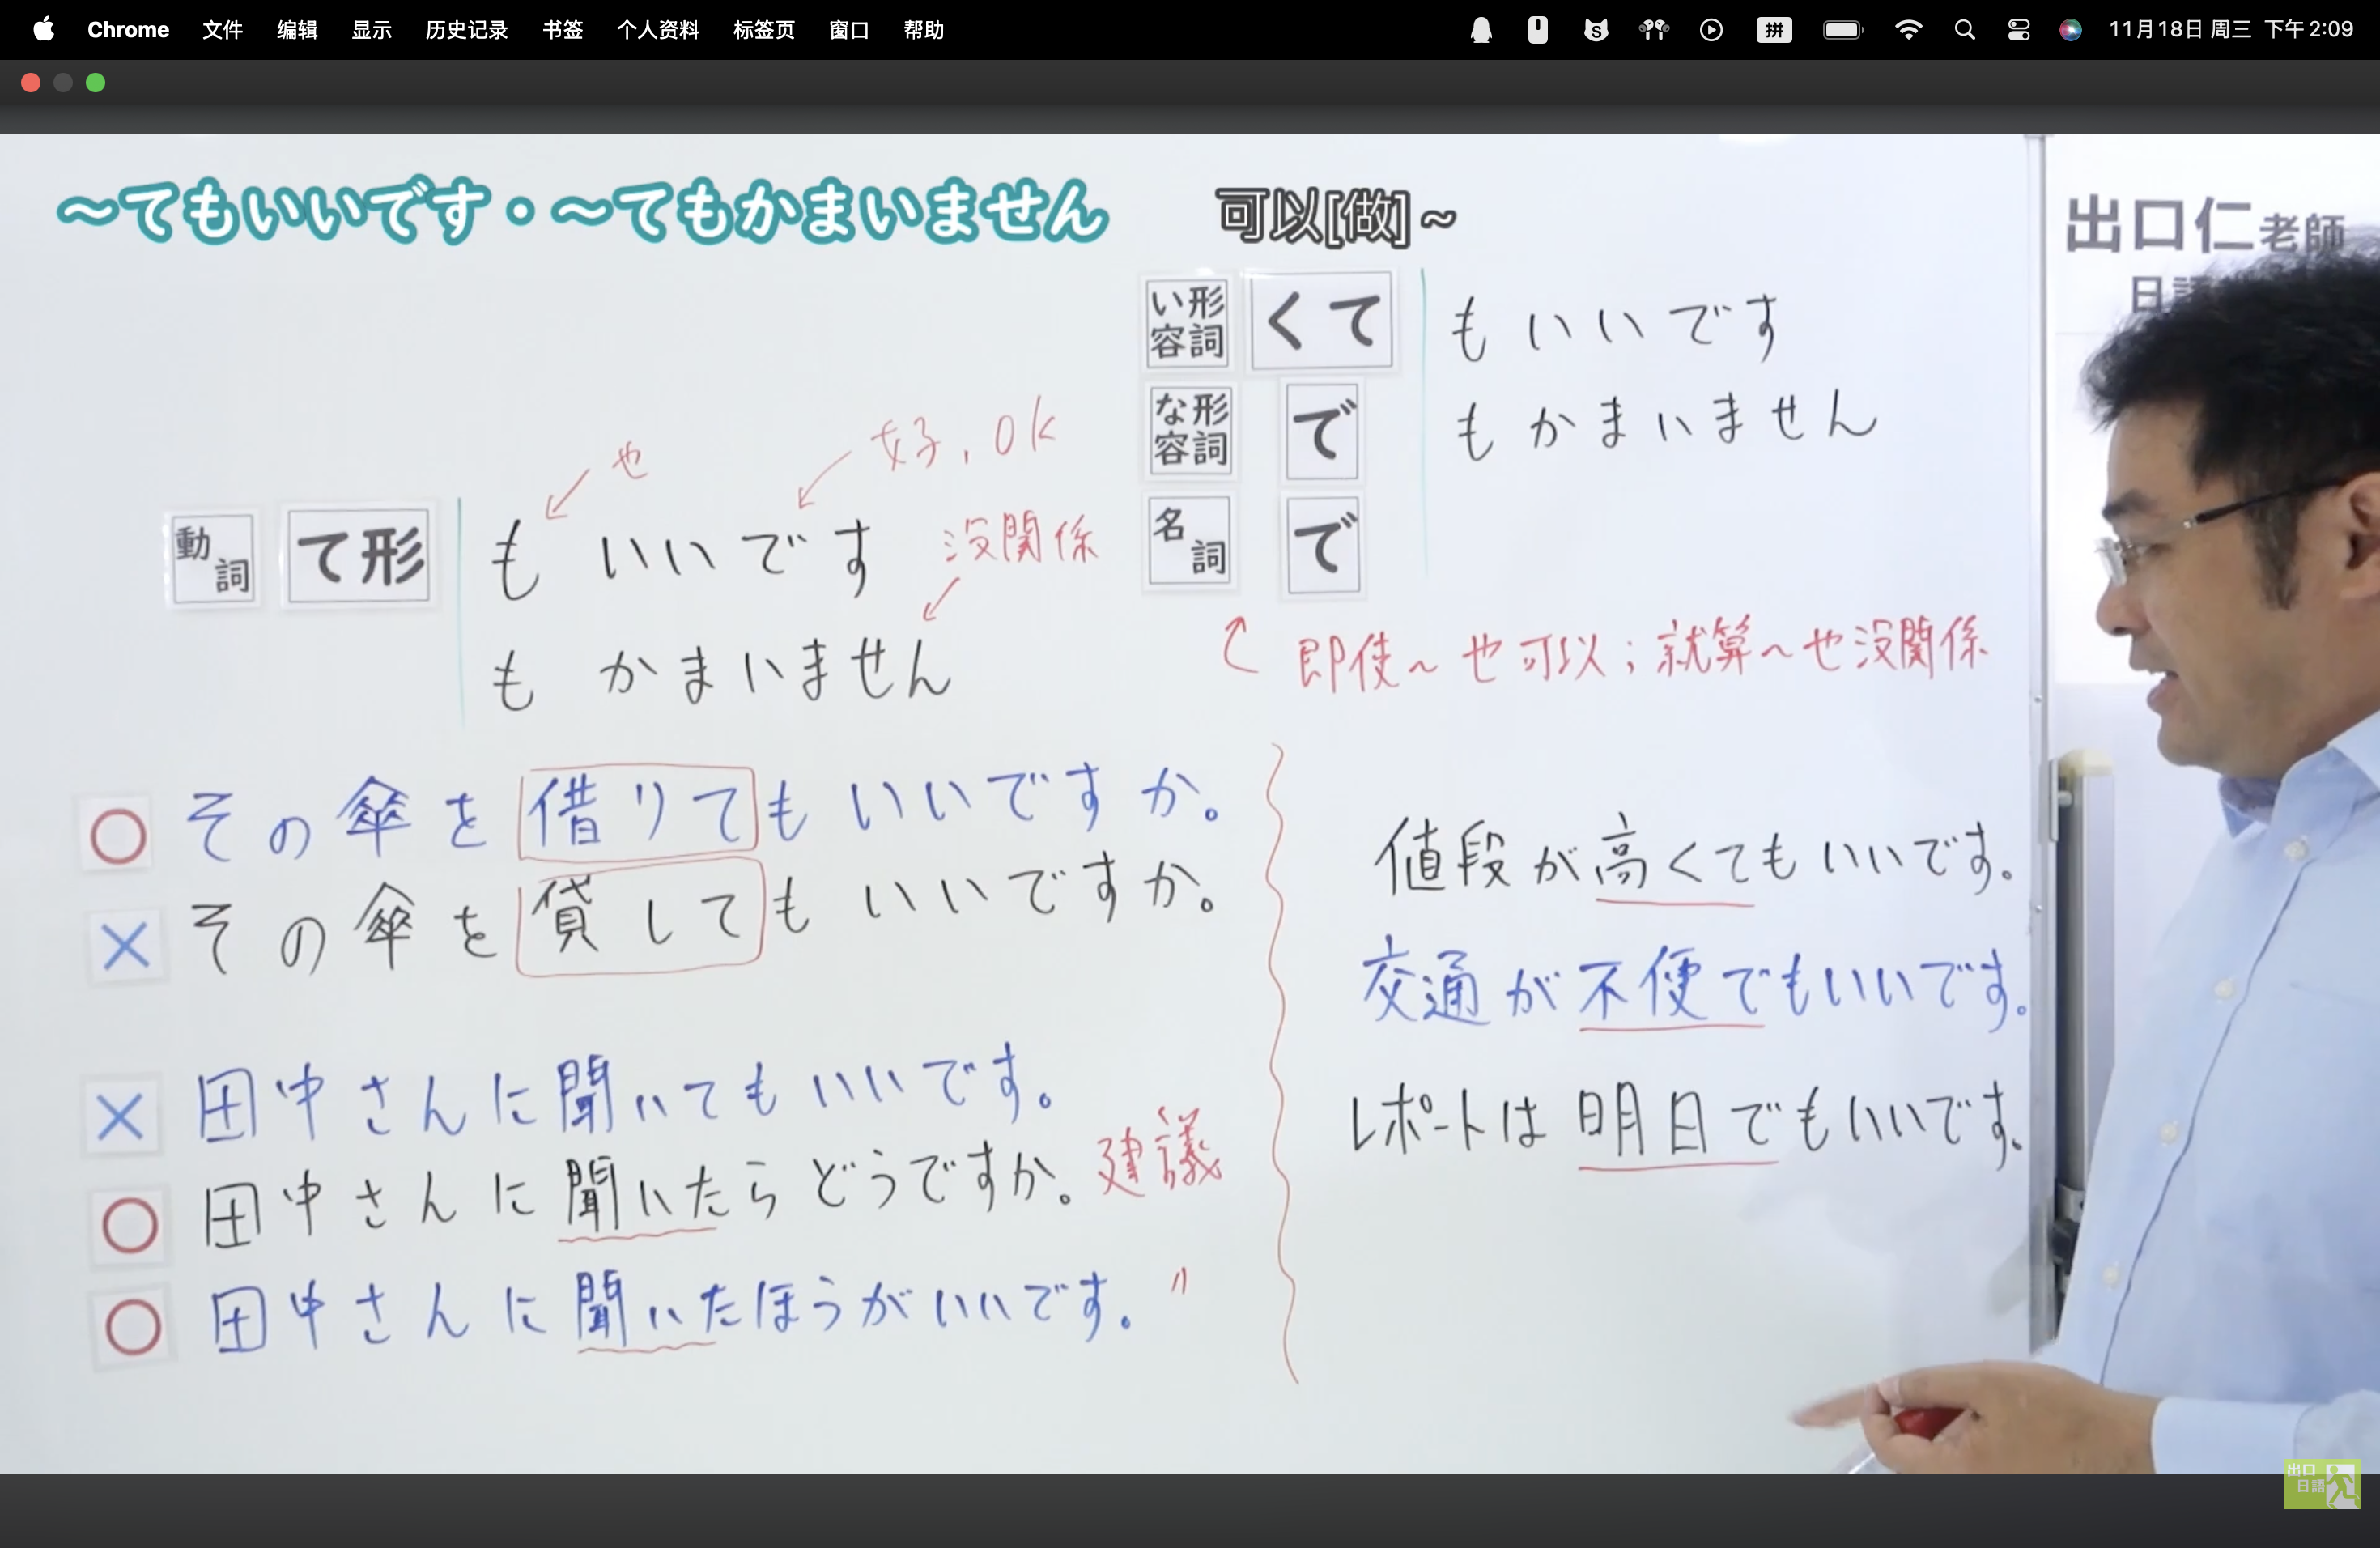 Chrome 文件 编辑 显示 历史记录 书签 个人资料 标签页 窗口 帮助
拼
11月18日 周三 下午2:09
～てもいいです・～てもかまいません 可以[做]～
出口仁老師
い形容詞 くて もいいです
な形容詞 で もかまいません
名詞 で
即使～也可以；就算～也没関係
也
好，OK
動詞 て形 もいいです
没関係
もかまいません
○ その傘を借りてもいいですか。
× その傘を貸してもいいですか。
× 田中さんに聞いてもいいです。
○ 田中さんに聞いたらどうですか。建議
○ 田中さんに聞いたほうがいいです。〃
値段が高くてもいいです。
交通が不便でもいいです。
レポートは明日でもいいです。
出口
日語